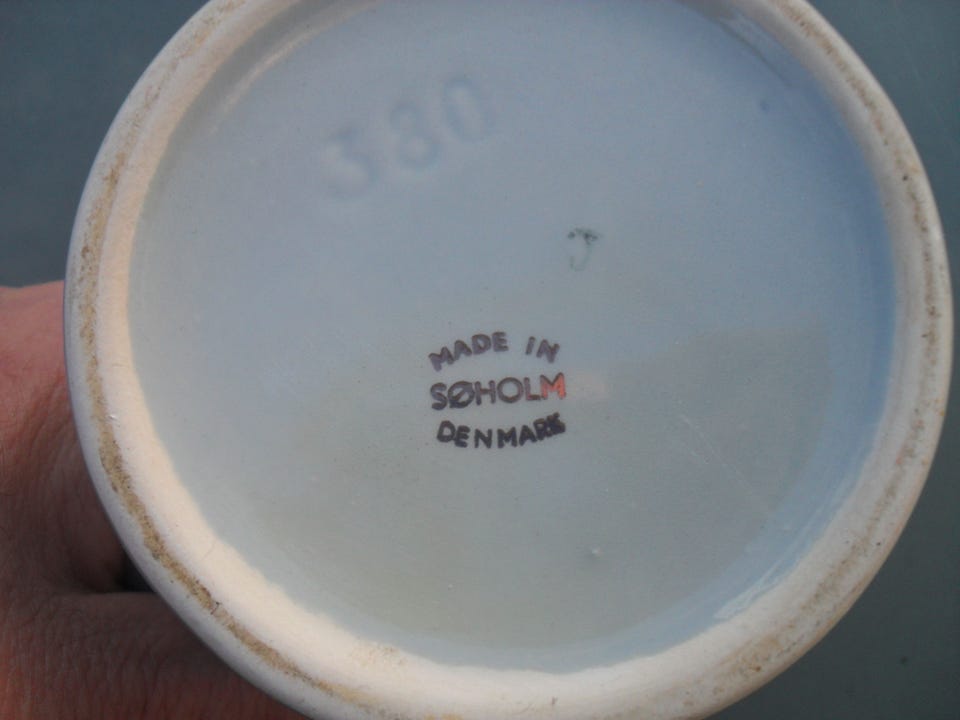 380
J
MADE IN
SØHOLM
DENMARK